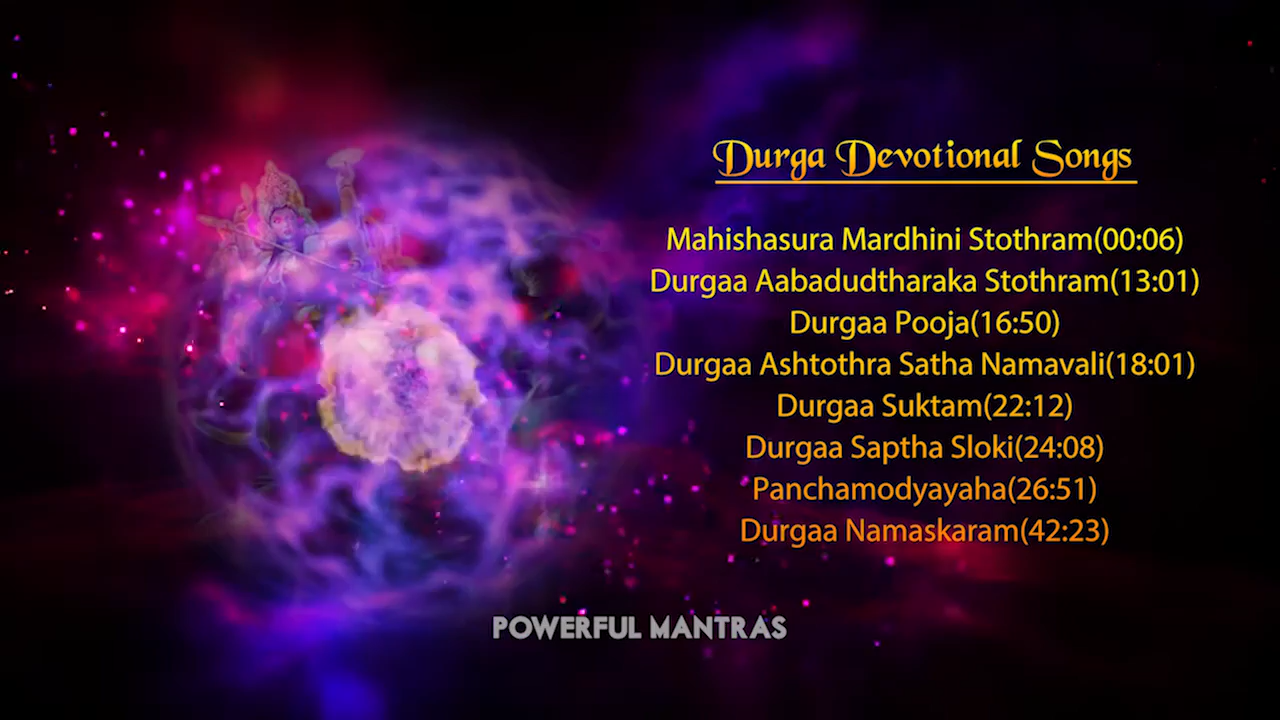 Durga Devotional Songs
Mahishasura Mardhini Stothram(00:06)
Durgaa Aabadudtharaka Stothram(13:01)
Durgaa Pooja(16:50)
Durgaa Ashtothra Satha Namavali(18:01)
Durgaa Suktam(22:12)
Durgaa Saptha Sloki(24:08)
Panchamodyayaha(26:51)
Durgaa Namaskaram(42:23)
POWERFUL MANTRAS